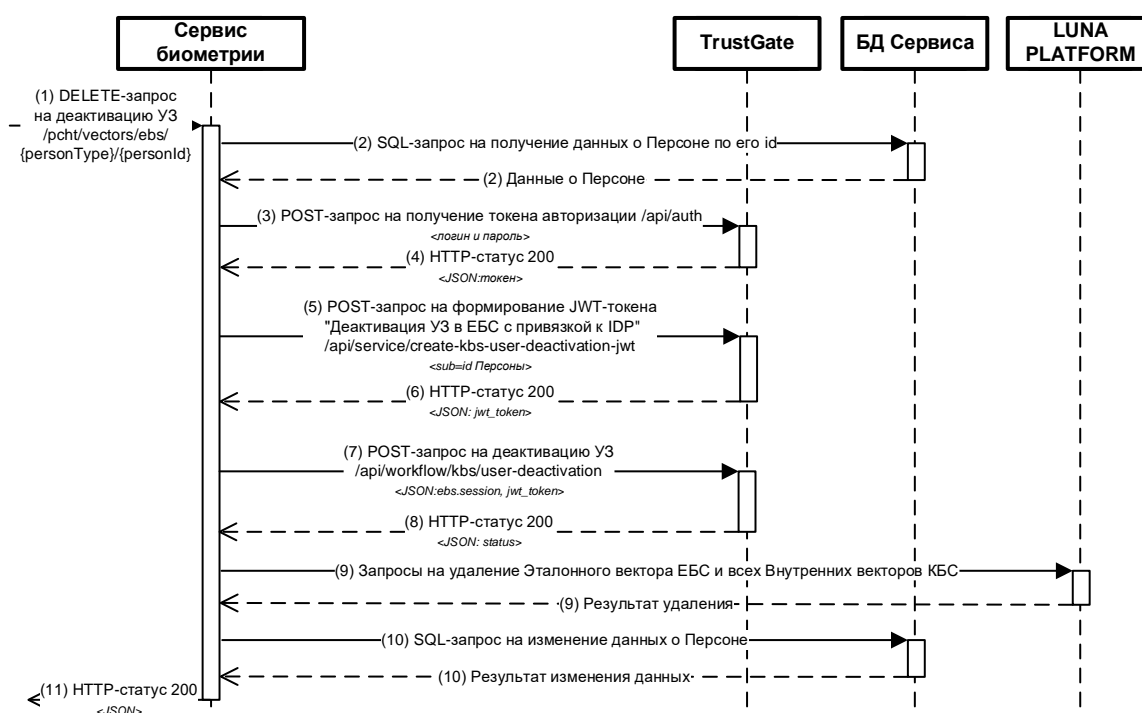 Сервис
биометрии
TrustGate
БД Сервиса
LUNA
PLATFORM
(1) DELETE-запрос
на деактивацию УЗ
/pcht/vectors/ebs/
{personType}/{personId}
(2) SQL-запрос на получение данных о Персоне по его id
(2) Данные о Персоне
(3) POST-запрос на получение токена авторизации /api/auth
<логин и пароль>
(4) HTTP-статус 200
<JSON:токен>
(5) POST-запрос на формирование JWT-токена
"Деактивация УЗ в ЕБС с привязкой к IDP"
/api/service/create-kbs-user-deactivation-jwt
<sub=id Персоны>
(6) HTTP-статус 200
<JSON: jwt_token>
(7) POST-запрос на деактивацию УЗ
/api/workflow/kbs/user-deactivation
<JSON:ebs.session, jwt_token>
(8) HTTP-статус 200
<JSON: status>
(9) Запросы на удаление Эталонного вектора ЕБС и всех Внутренних векторов КБС
(9) Результат удаления
(10) SQL-запрос на изменение данных о Персоне
(10) Результат изменения данных
(11) HTTP-статус 200
<JSON>